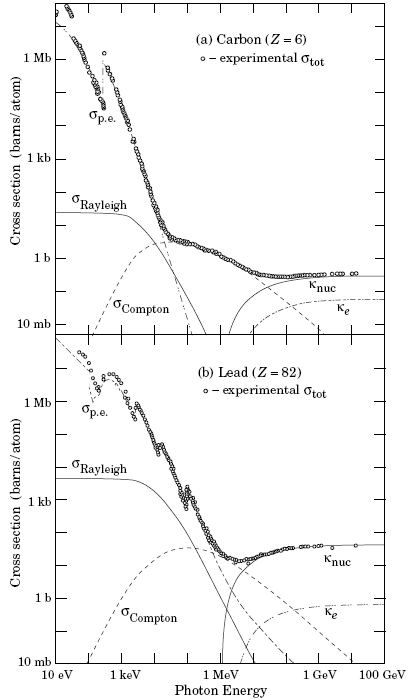 (a) Carbon (Z = 6)
o – experimental σtot
1 Mb
σp.e.
Cross section (barns/atom)
1 kb
σRayleigh
1 b
κnuc
σCompton
κe
10 mb
(b) Lead (Z = 82)
o – experimental σtot
1 Mb
σp.e.
Cross section (barns/atom)
σRayleigh
1 kb
κnuc
1 b
σCompton
κe
10 mb
10 eV 1 keV 1 MeV 1 GeV 100 GeV
Photon Energy